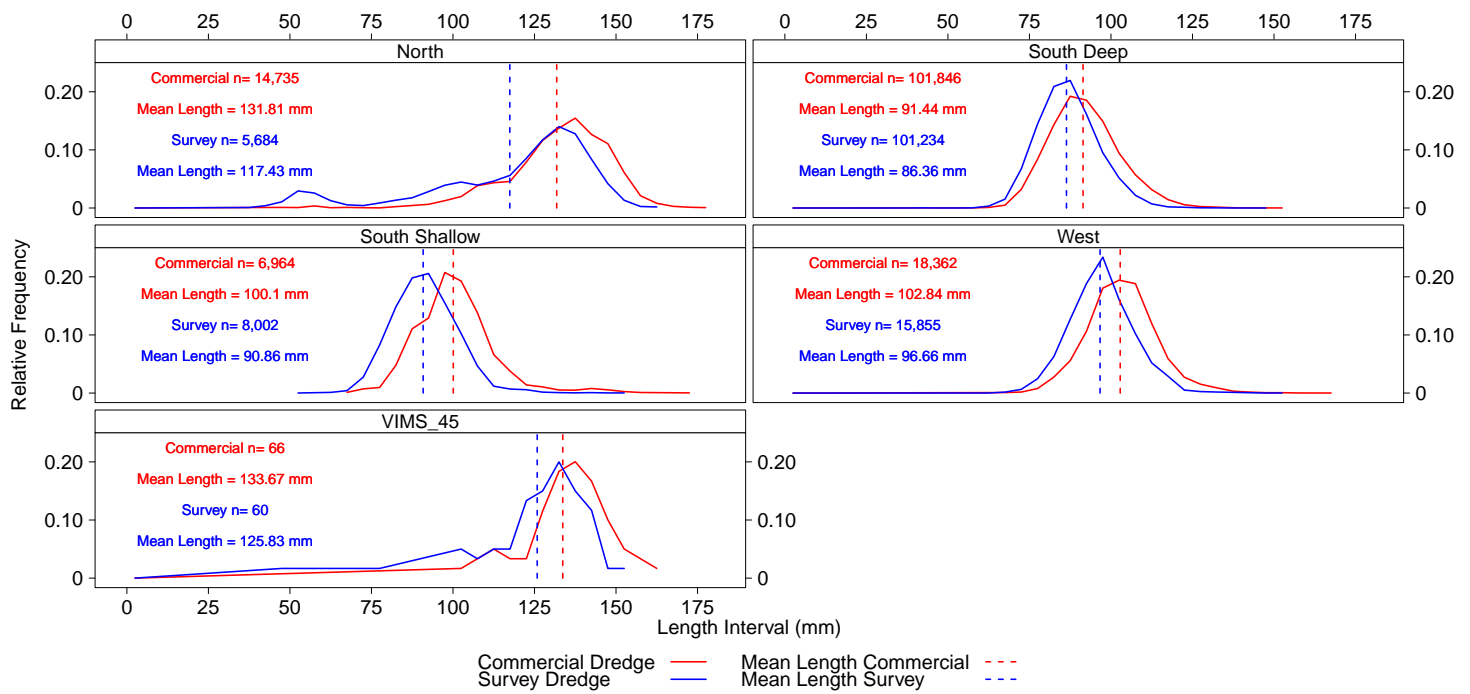 0 25 50 75 100 125 150 175
0 25 50 75 100 125 150 175
North
South Deep
0.20
0.10
0
Commercial n= 14,735
Mean Length = 131.81 mm
Survey n= 5,684
Mean Length = 117.43 mm
Commercial n= 101,846
Mean Length = 91.44 mm
Survey n= 101,234
Mean Length = 86.36 mm
0.20
0.10
0
South Shallow
West
0.20
0.10
0
Commercial n= 6,964
Mean Length = 100.1 mm
Survey n= 8,002
Mean Length = 90.86 mm
Commercial n= 18,362
Mean Length = 102.84 mm
Survey n= 15,855
Mean Length = 96.66 mm
0.20
0.10
0
Relative Frequency
VIMS_45
0.20
0.10
0
Commercial n= 66
Mean Length = 133.67 mm
Survey n= 60
Mean Length = 125.83 mm
0.20
0.10
0
0 25 50 75 100 125 150 175
Length Interval (mm)
Commercial Dredge
Survey Dredge
Mean Length Commercial
Mean Length Survey